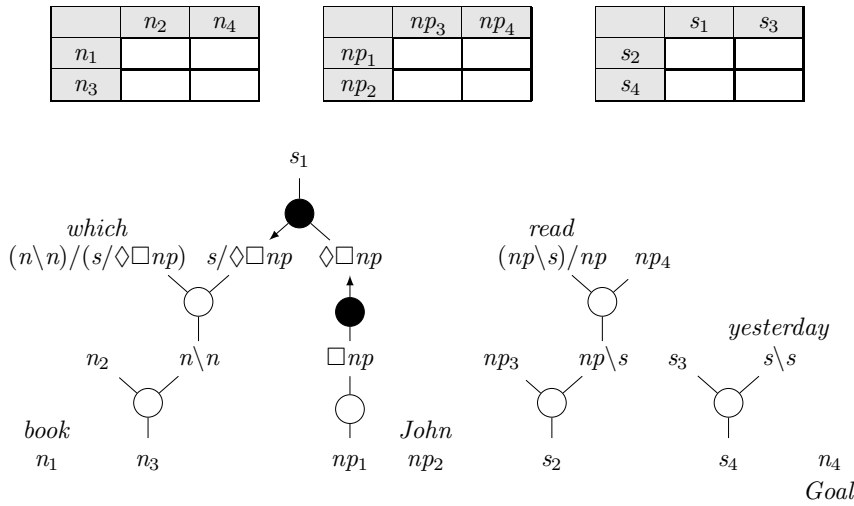 n₂ n₄ np₃ np₄ s₁ s₃
n₁ np₁ s₂
n₃ np₂ s₄
s₁
which read
(n\n)/(s/◇□np) s/◇□np ◇□np (np\s)/np np₄
yesterday
n₂ n\n □np np₃ np\s s₃ s\s
book John
n₁ n₃ np₁ np₂ s₂ s₄ n₄
Goal